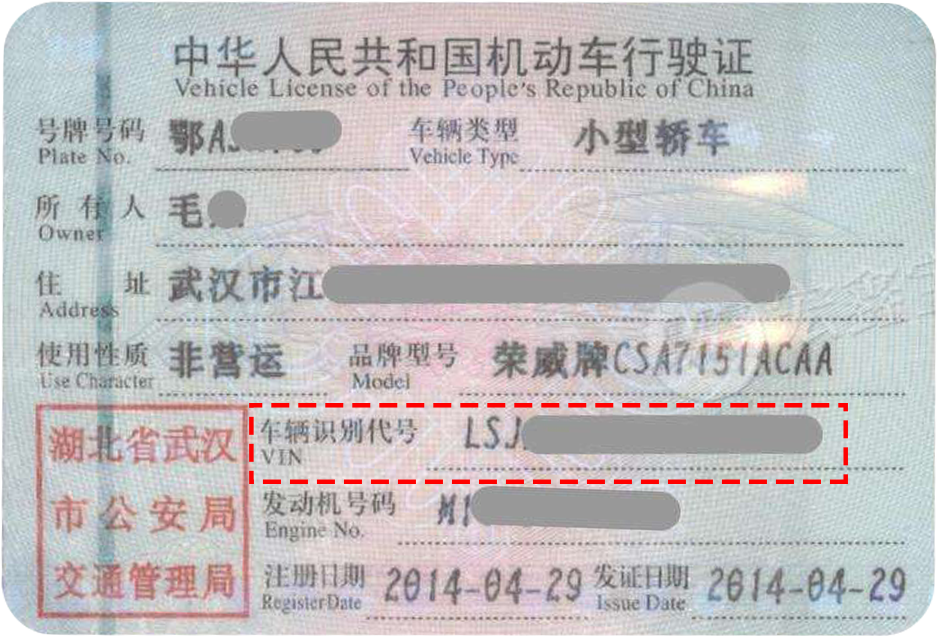 中华人民共和国机动车行驶证
Vehicle License of the People's Republic of China
号牌号码 鄂A 车辆类型 小型轿车
Plate No. Vehicle Type
所有人 毛
Owner
住址 武汉市江
Address
使用性质 非营运 品牌型号 荣威牌CSA7151ACAA
Use Character Model
湖北省武汉 车辆识别代号 LSJ
VIN
市公安局 发动机号码 M
Engine No.
交通管理局 注册日期 2014-04-29 发证日期 2014-04-29
Register Date Issue Date